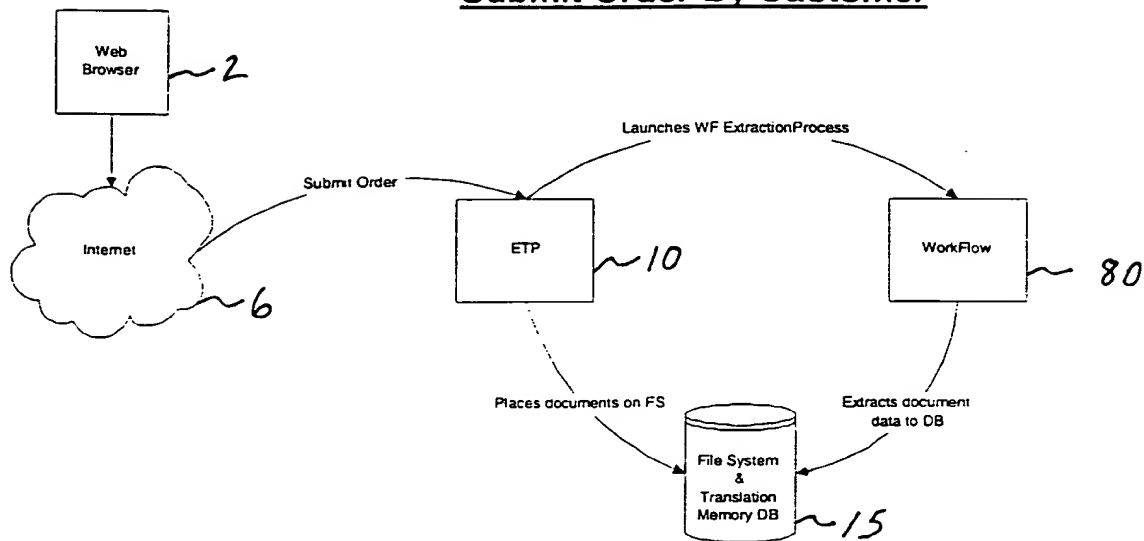 Submit Order By Customer
Web
Browser
2
Launches WF ExtractionProcess
Submit Order
Internet
ETP
WorkFlow
10
80
6
Places documents on FS
Extracts document
data to DB
File System
&
Translation
Memory DB
15